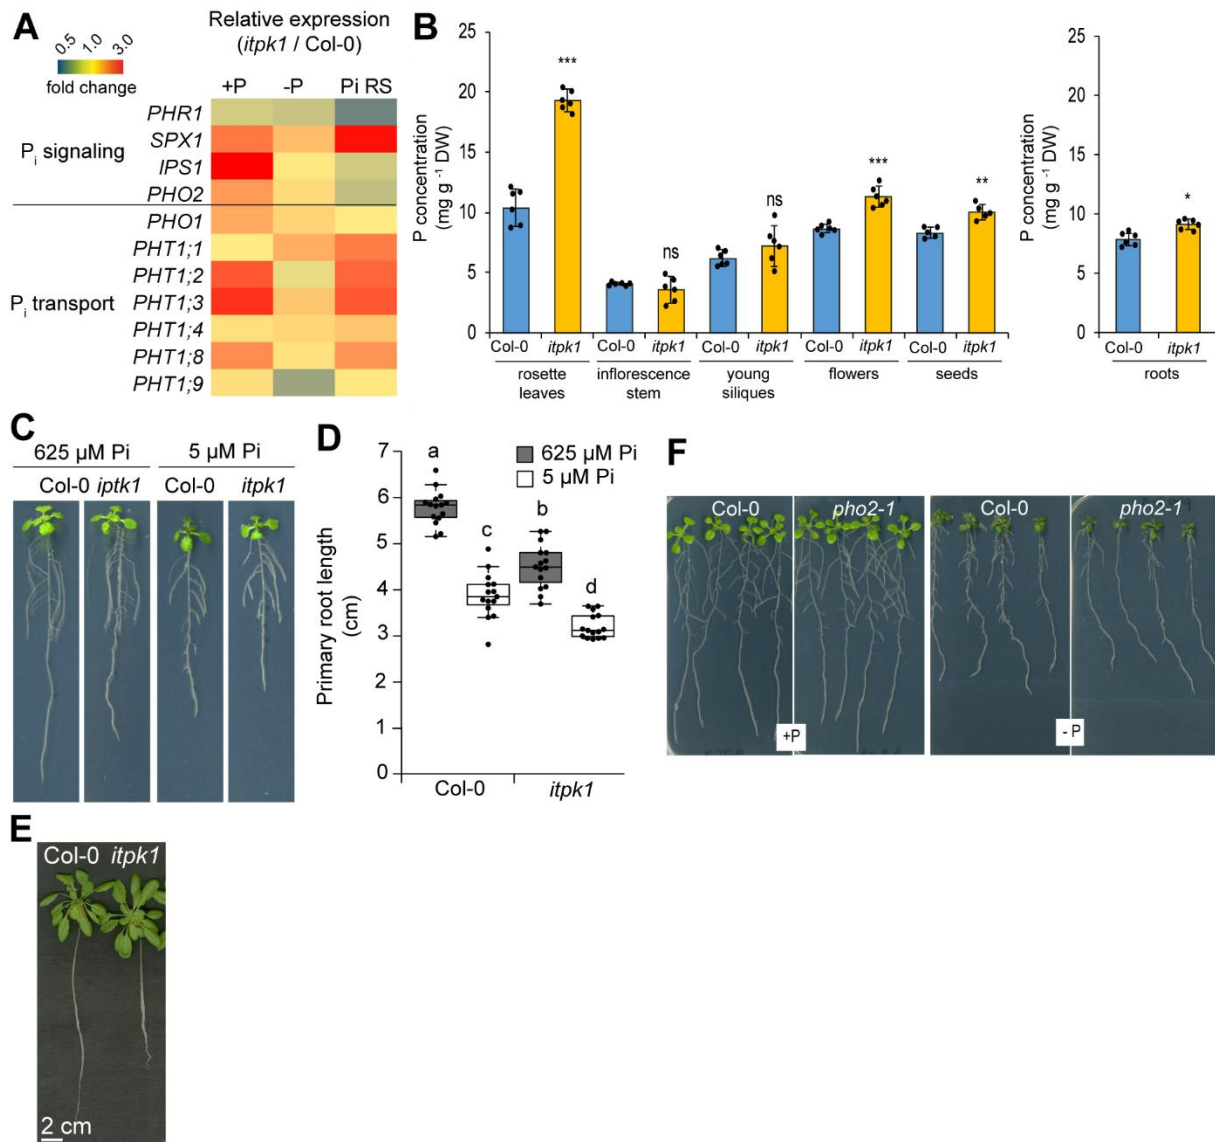 A
Relative expression
(itpk1 / Col-0)
0.5 1.0 3.0
fold change
+P -P Pi RS
Pi signaling
PHR1
SPX1
IPS1
PHO2
Pi transport
PHO1
PHT1;1
PHT1;2
PHT1;3
PHT1;4
PHT1;8
PHT1;9
B
P concentration
(mg g -1 DW)
25
20
15
10
5
0
***
ns
ns
***
**
Col-0 itpk1 Col-0 itpk1 Col-0 itpk1 Col-0 itpk1 Col-0 itpk1
rosette
leaves
inflorescence
stem
young
siliques
flowers
seeds
P concentration
(mg g -1 DW)
25
20
15
10
5
0
*
Col-0 itpk1
roots
C
625 µM Pi 5 µM Pi
Col-0 iptk1 Col-0 itpk1
D
Primary root length
(cm)
7
6
5
4
3
2
1
0
a
c
b
d
625 µM Pi
5 µM Pi
Col-0 itpk1
F
Col-0 pho2-1 Col-0 pho2-1
+P - P
E
Col-0 itpk1
2 cm